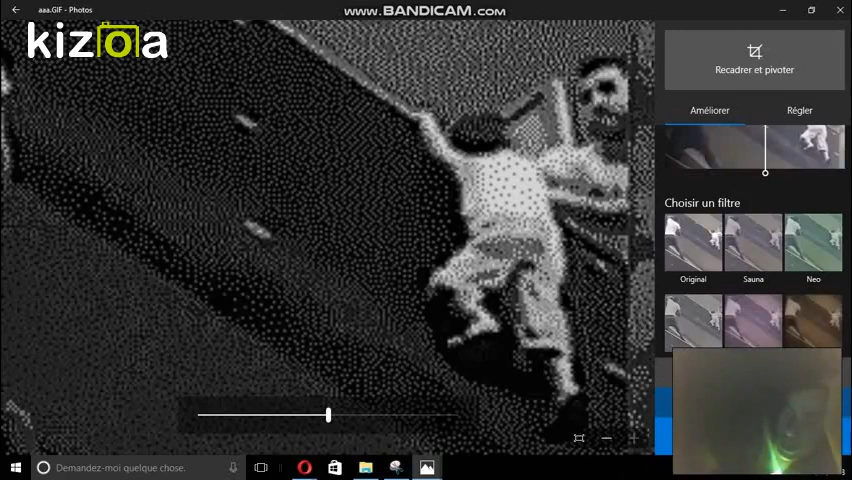 aaa.GIF - Photos
www.BANDICAM.com
kizoa
Recadrer et pivoter
Améliorer
Régler
Choisir un filtre
Original
Sauna
Neo
Demandez-moi quelque chose.